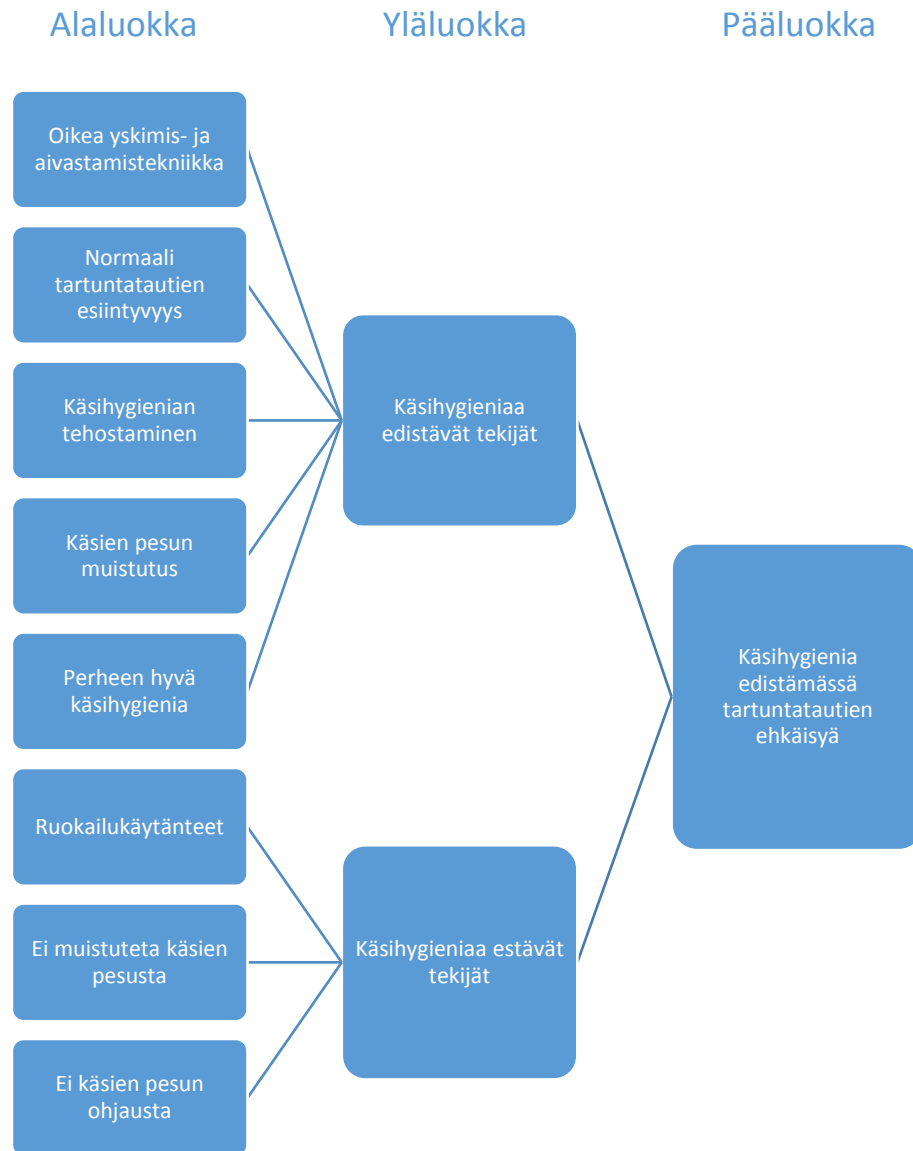 Alaluokka
Yläluokka
Pääluokka
Oikea yskimis- ja
aivastamistekniikka
Normaali
tartuntatautien
esiintyvyys
Käsihygienian
tehostaminen
Käsien pesun
muistutus
Perheen hyvä
käsihygienia
Ruokailukäytänteet
Ei muistuteta käsien
pesusta
Ei käsien pesun
ohjausta
Käsihygieniaa
edistävät tekijät
Käsihygieniaa estävät
tekijät
Käsihygienia
edistämässä
tartuntatautien
ehkäisyä